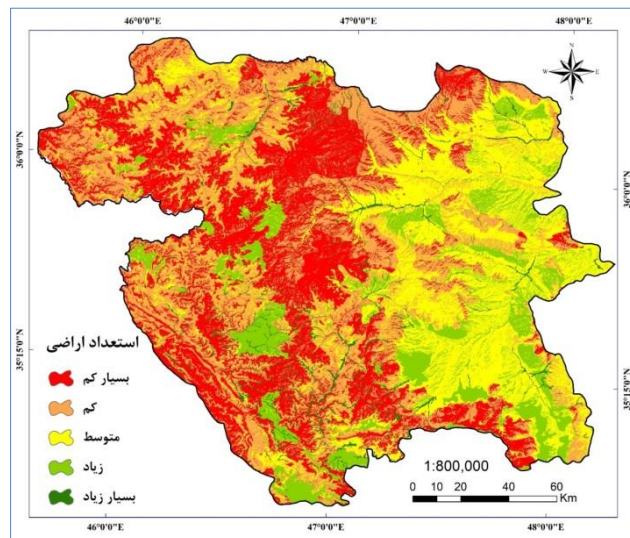 46°0'0"E 47°0'0"E 48°0'0"E
N
W E
S
36°0'0"N 36°0'0"N
استعداد اراضی
بسیار کم
کم
متوسط
زیاد
بسیار زیاد
35°15'0"N 35°15'0"N
1:800,000
0 10 20 40 60
Km
46°0'0"E 47°0'0"E 48°0'0"E